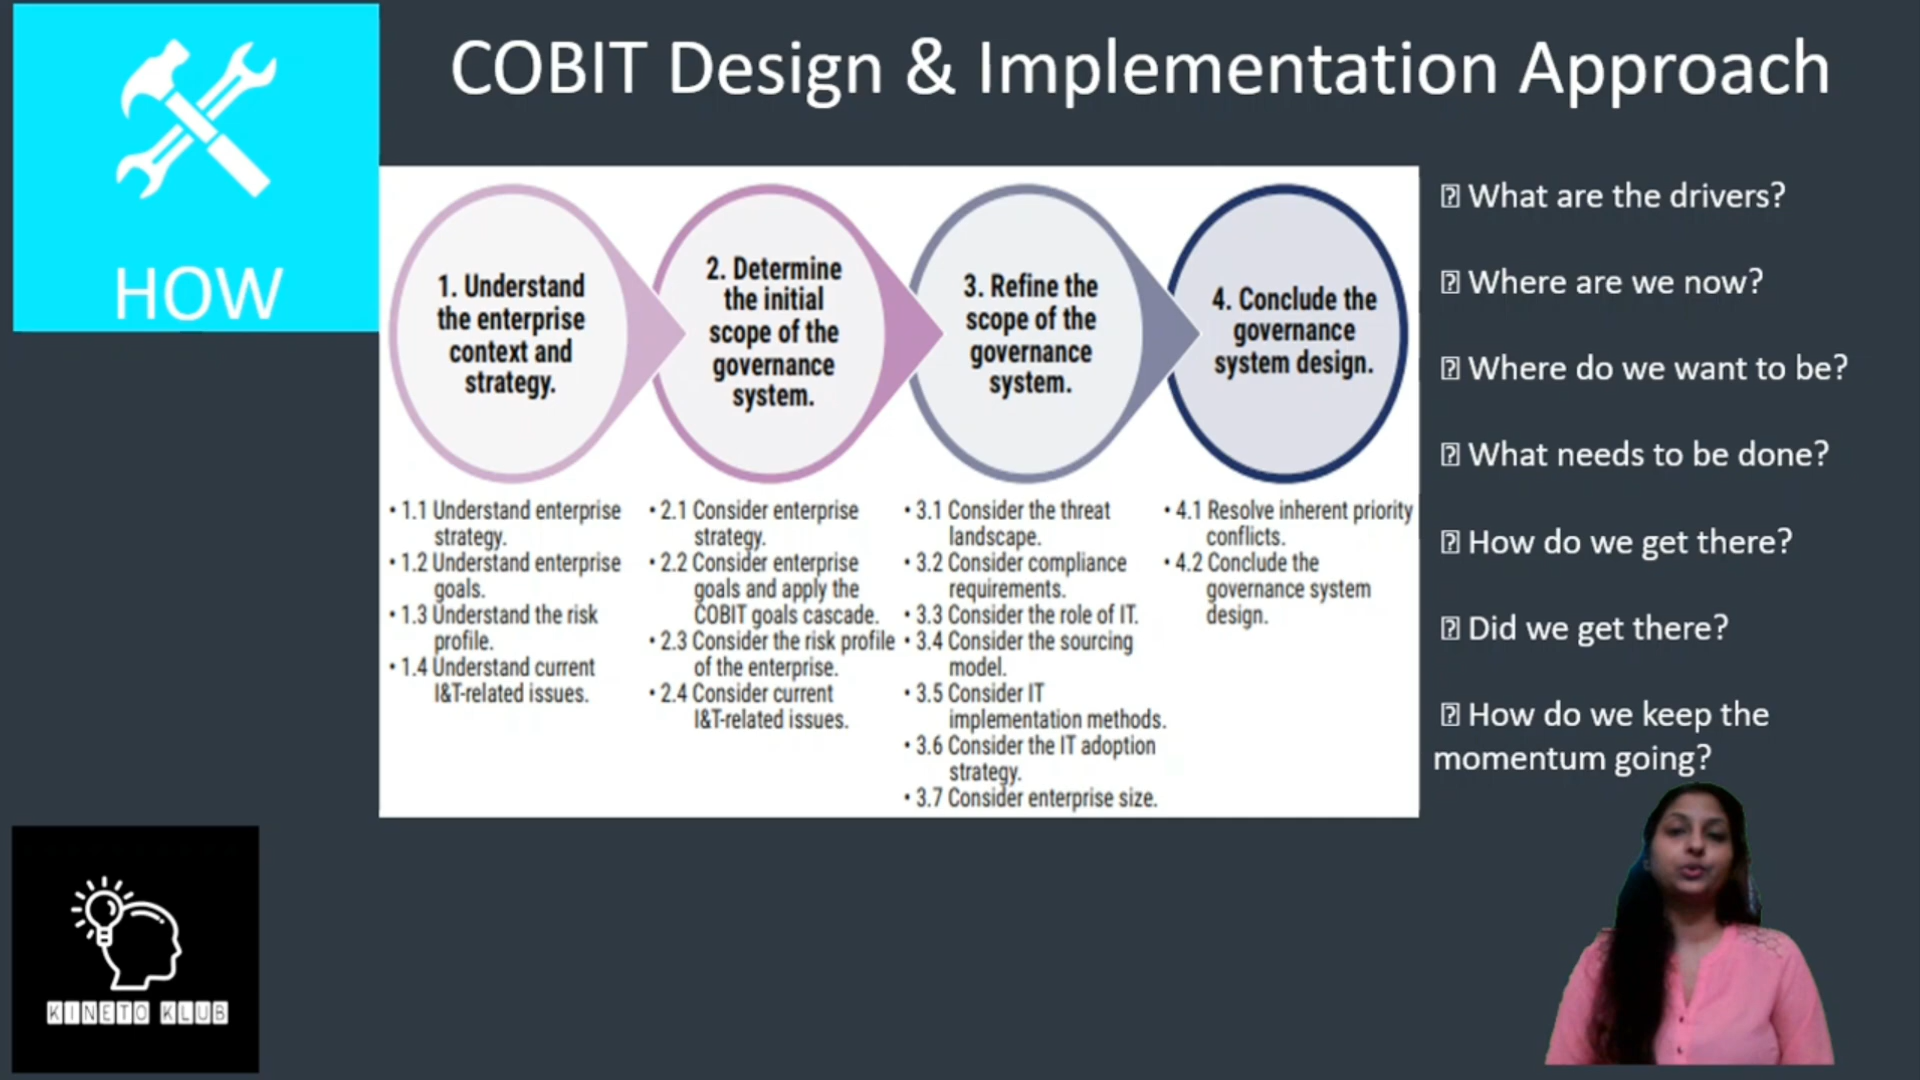 COBIT Design & Implementation Approach
HOW
1. Understand
the enterprise
context and
strategy.
2. Determine
the initial
scope of the
governance
system.
3. Refine the
scope of the
governance
system.
4. Conclude the
governance
system design.
• 1.1 Understand enterprise
strategy.
• 1.2 Understand enterprise
goals.
• 1.3 Understand the risk
profile.
• 1.4 Understand current
I&T-related issues.
• 2.1 Consider enterprise
strategy.
• 2.2 Consider enterprise
goals and apply the
COBIT goals cascade.
• 2.3 Consider the risk profile
of the enterprise.
• 2.4 Consider current
I&T-related issues.
• 3.1 Consider the threat
landscape.
• 3.2 Consider compliance
requirements.
• 3.3 Consider the role of IT.
• 3.4 Consider the sourcing
model.
• 3.5 Consider IT
implementation methods.
• 3.6 Consider the IT adoption
strategy.
• 3.7 Consider enterprise size.
• 4.1 Resolve inherent priority
conflicts.
• 4.2 Conclude the
governance system
design.
⍰ What are the drivers?
⍰ Where are we now?
⍰ Where do we want to be?
⍰ What needs to be done?
⍰ How do we get there?
⍰ Did we get there?
⍰ How do we keep the
momentum going?
KINETO KLUB